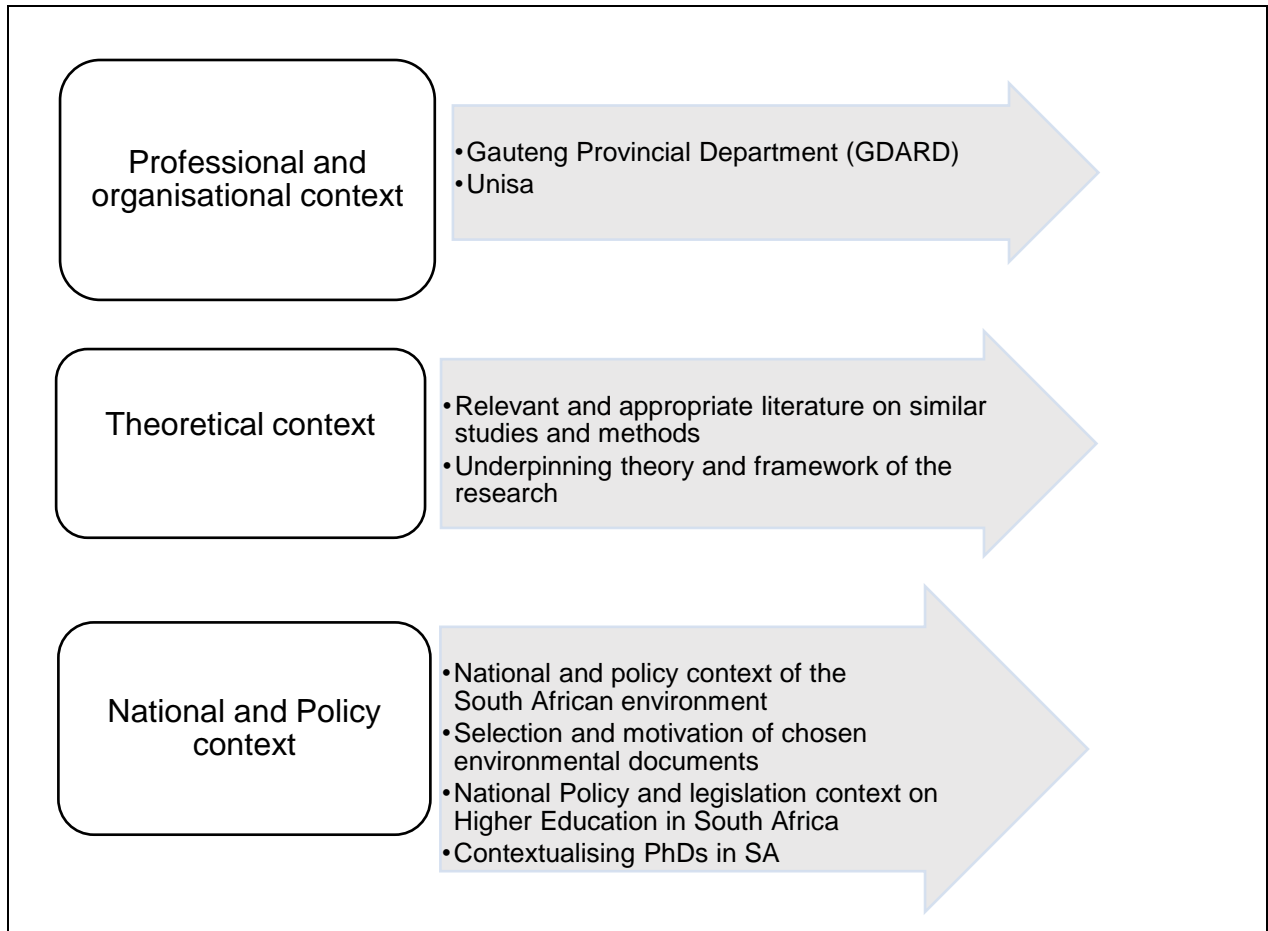 Professional and
organisational context
•Gauteng Provincial Department (GDARD)
•Unisa
Theoretical context
•Relevant and appropriate literature on similar
studies and methods
•Underpinning theory and framework of the
research
National and Policy
context
•National and policy context of the
South African environment
•Selection and motivation of chosen
environmental documents
•National Policy and legislation context on
Higher Education in South Africa
•Contextualising PhDs in SA